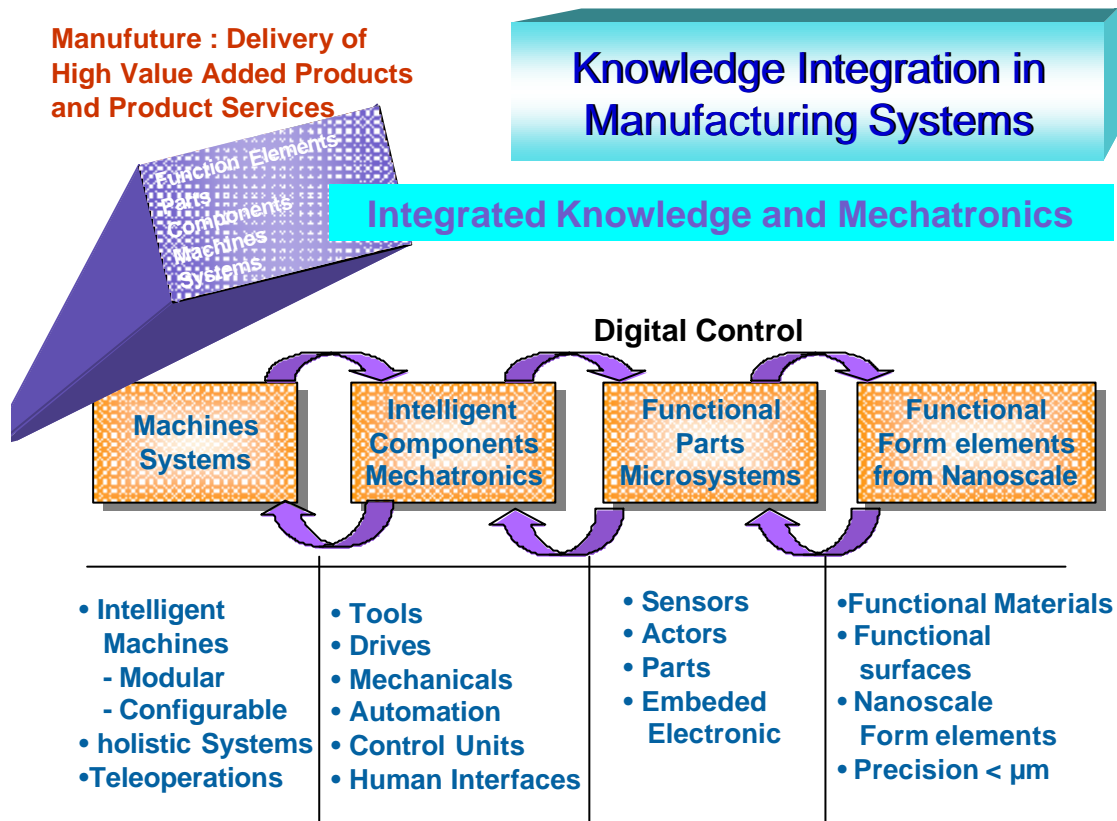 Manufuture : Delivery of
High Value Added Products
and Product Services
Knowledge Integration in
Manufacturing Systems
Function Elements
Parts
Components
Machines
Systems
Integrated Knowledge and Mechatronics
Digital Control
Machines
Systems
Intelligent
Components
Mechatronics
Functional
Parts
Microsystems
Functional
Form elements
from Nanoscale
• Intelligent
Machines
- Modular
- Configurable
• holistic Systems
•Teleoperations
• Tools
• Drives
• Mechanicals
• Automation
• Control Units
• Human Interfaces
• Sensors
• Actors
• Parts
• Embeded
Electronic
•Functional Materials
• Functional
surfaces
• Nanoscale
Form elements
• Precision < µm